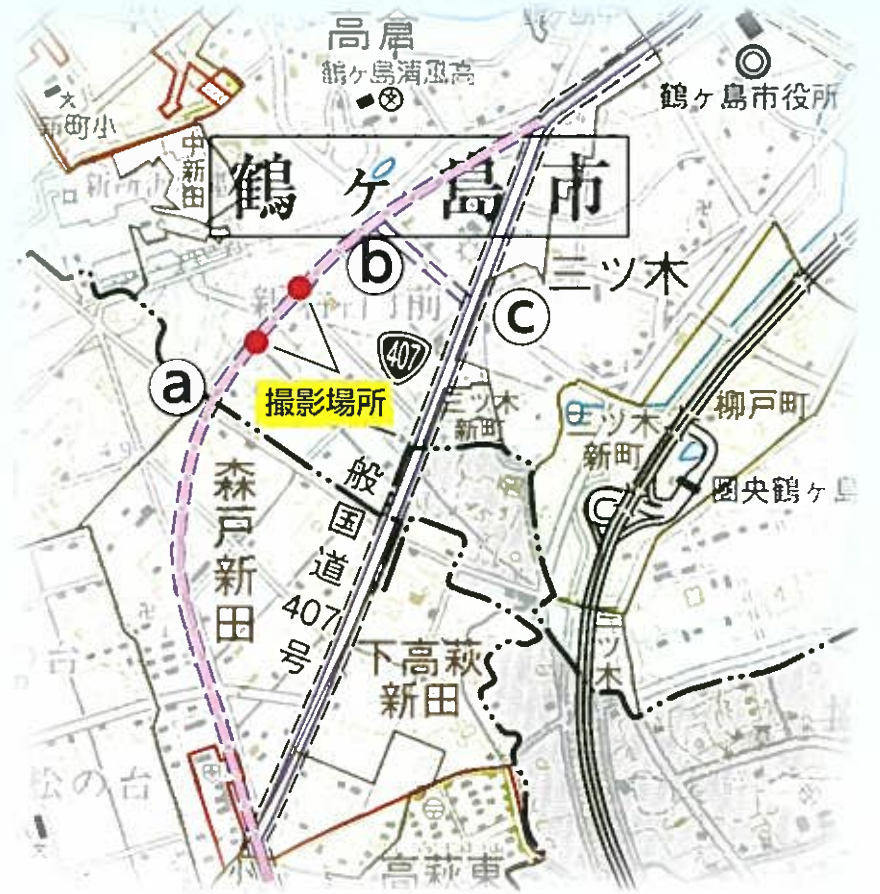 高倉
鶴ヶ島清風高
鶴ヶ島市役所
新町小
中新田
鶴ヶ島市
b
三ツ木
c
407
a
撮影場所
三ツ木
新町
柳戸町
三ツ木
新町
圏央鶴ヶ島
森戸新田
一般国道407号
下高萩
新田
三ツ木
松の台
高萩東